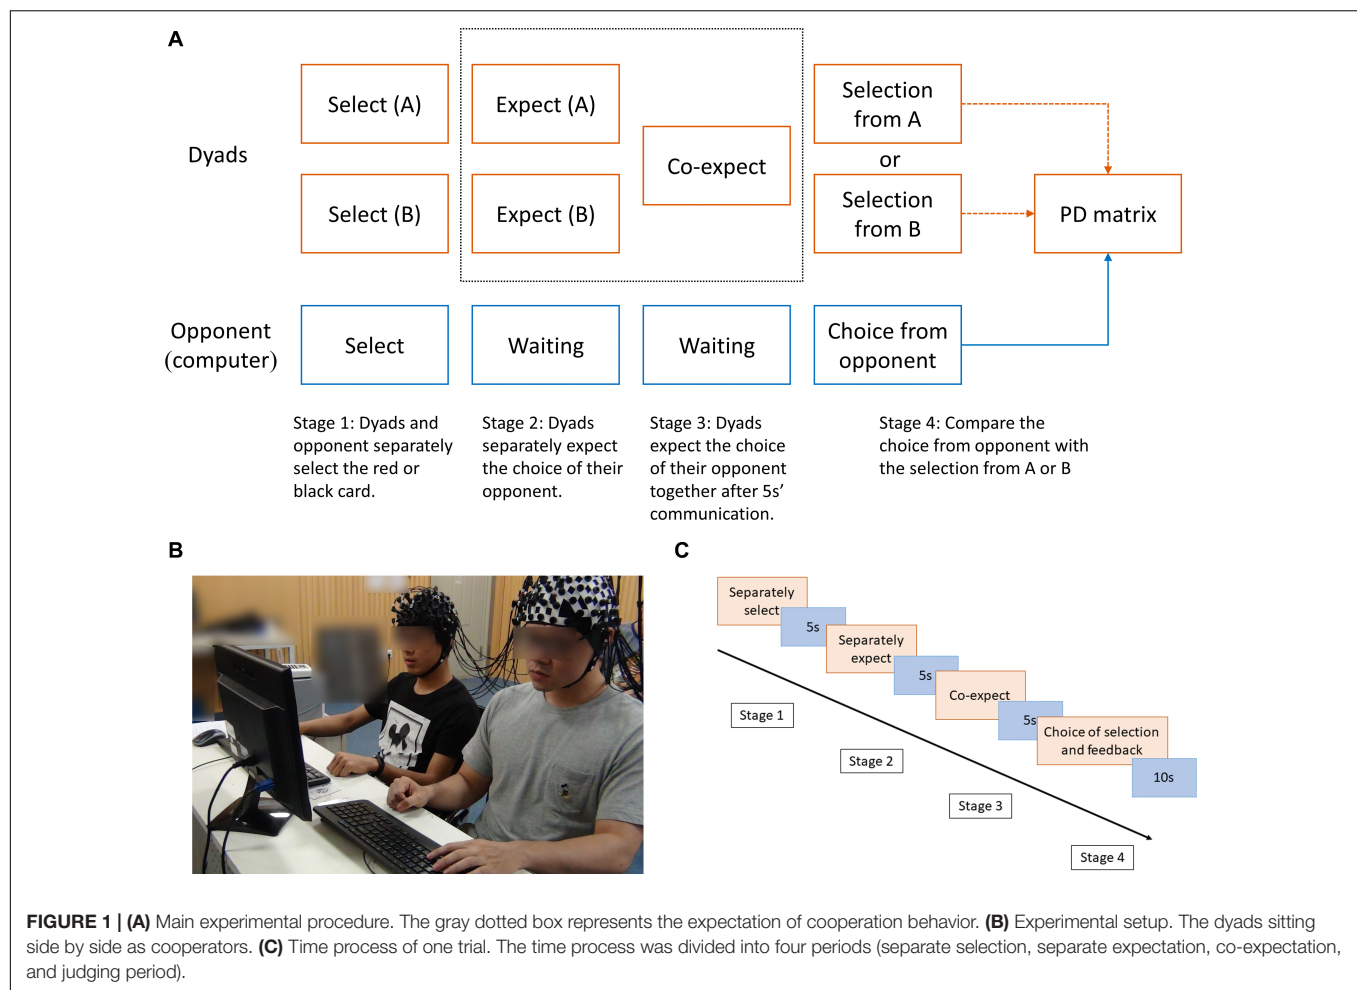 A
Dyads
Select (A)
Expect (A)
Co-expect
Selection
from A
or
Select (B)
Expect (B)
Selection
from B
PD matrix
Opponent
(computer)
Select
Waiting
Waiting
Choice from
opponent
Stage 1: Dyads and
opponent separately
select the red or
black card.
Stage 2: Dyads
separately expect
the choice of their
opponent.
Stage 3: Dyads
expect the choice
of their opponent
together after 5s’
communication.
Stage 4: Compare the
choice from opponent with
the selection from A or B
B
C
Separately
select
5s
Separately
expect
5s
Co-expect
5s
Choice of selection
and feedback
10s
Stage 1
Stage 2
Stage 3
Stage 4
FIGURE 1 | (A) Main experimental procedure. The gray dotted box represents the expectation of cooperation behavior. (B) Experimental setup. The dyads sitting
side by side as cooperators. (C) Time process of one trial. The time process was divided into four periods (separate selection, separate expectation, co-expectation,
and judging period).